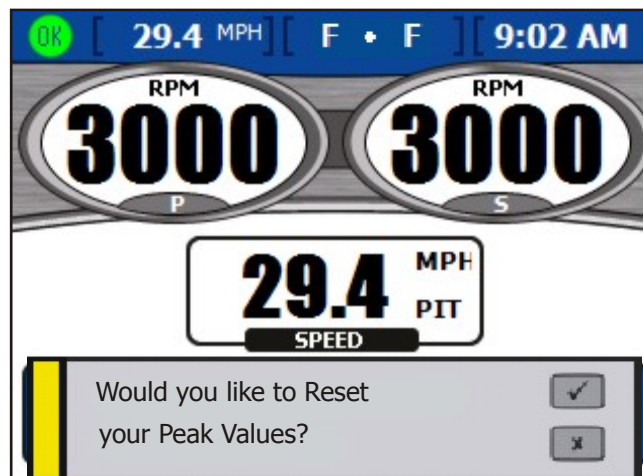 OK [ 29.4 MPH ] [ F • F ] [ 9:02 AM
RPM RPM
3000 3000
P S
29.4 MPH
PIT
SPEED
Would you like to Reset
your Peak Values?